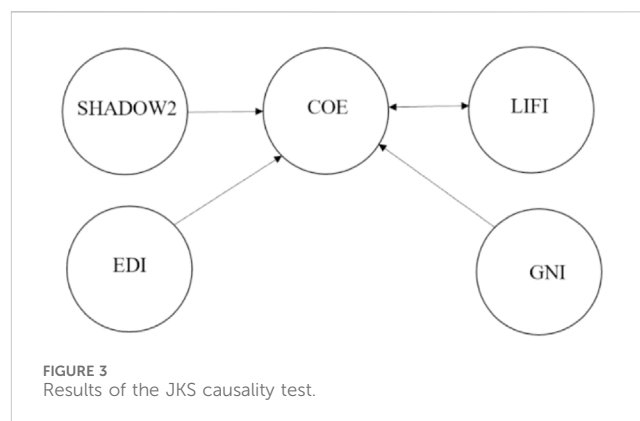 SHADOW2
COE
LIFI
EDI
GNI
FIGURE 3
Results of the JKS causality test.